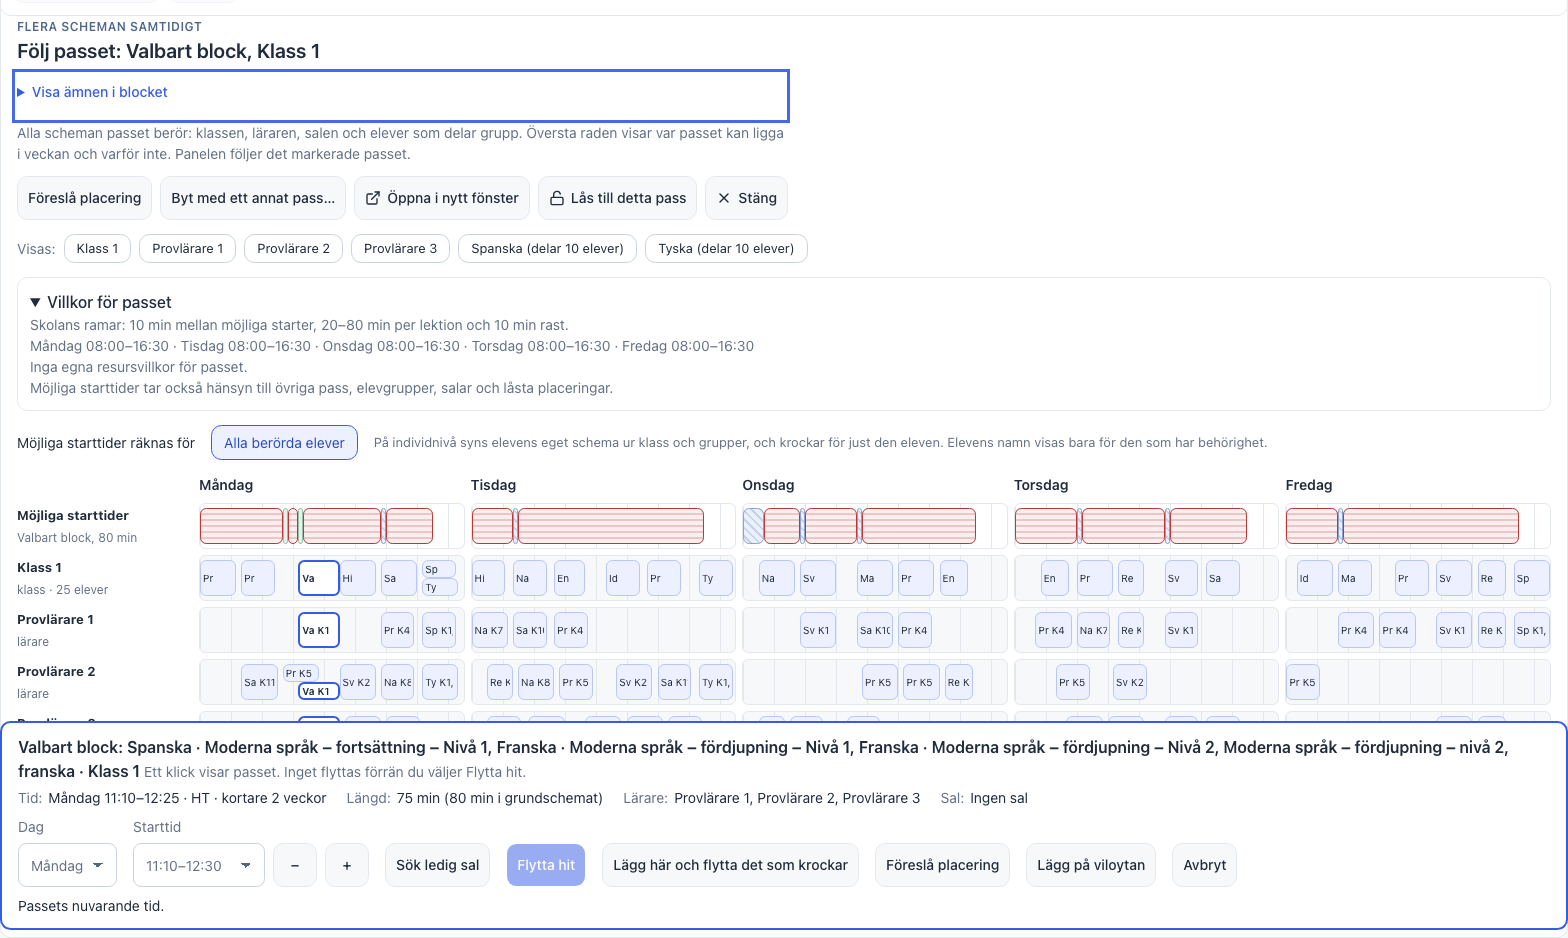 FLERA SCHEMAN SAMTIDIGT
Följ passet: Valbart block, Klass 1
▶ Visa ämnen i blocket
Alla scheman passet berör: klassen, läraren, salen och elever som delar grupp. Översta raden visar var passet kan ligga
i veckan och varför inte. Panelen följer det markerade passet.
Föreslå placering Byt med ett annat pass... Öppna i nytt fönster Lås till detta pass Stäng
Visas: Klass 1 Provlärare 1 Provlärare 2 Provlärare 3 Spanska (delar 10 elever) Tyska (delar 10 elever)
▼ Villkor för passet
Skolans ramar: 10 min mellan möjliga starter, 20–80 min per lektion och 10 min rast.
Måndag 08:00–16:30 · Tisdag 08:00–16:30 · Onsdag 08:00–16:30 · Torsdag 08:00–16:30 · Fredag 08:00–16:30
Inga egna resursvillkor för passet.
Möjliga starttider tar också hänsyn till övriga pass, elevgrupper, salar och låsta placeringar.
Möjliga starttider räknas för Alla berörda elever På individnivå syns elevens eget schema ur klass och grupper, och krockar för just den eleven. Elevens namn visas bara för den som har behörighet.
Måndag Tisdag Onsdag Torsdag Fredag
Möjliga starttider
Valbart block, 80 min
Klass 1 Pr Pr Va Hi Sa Sp Ty Hi Na En Id Pr Ty Na Sv Ma Pr En En Pr Re Sv Sa Id Ma Pr Sv Re Sp
klass · 25 elever
Provlärare 1 Va K1 Pr K4 Sp K1, Na K7 Sa K1 Pr K4 Sv K1 Sa K1 Pr K4 Pr K4 Na K7 Re K Sv K1 Pr K4 Pr K4 Sv K1 Re K Sp K1,
lärare
Provlärare 2 Sa K11 Pr K5 Va K1 Sv K2 Na K8 Ty K1, Re K Na K8 Pr K5 Sv K2 Sa K1 Ty K1, Pr K5 Pr K5 Re K Pr K5 Sv K2 Pr K5
lärare
Valbart block: Spanska · Moderna språk – fortsättning – Nivå 1, Franska · Moderna språk – fördjupning – Nivå 1, Franska · Moderna språk – fördjupning – Nivå 2, Moderna språk – fördjupning – nivå 2,
franska · Klass 1 Ett klick visar passet. Inget flyttas förrän du väljer Flytta hit.
Tid: Måndag 11:10–12:25 · HT · kortare 2 veckor Längd: 75 min (80 min i grundschemat) Lärare: Provlärare 1, Provlärare 2, Provlärare 3 Sal: Ingen sal
Dag Starttid
Måndag 11:10–12:30 – + Sök ledig sal Flytta hit Lägg här och flytta det som krockar Föreslå placering Lägg på viloytan Avbryt
Passets nuvarande tid.